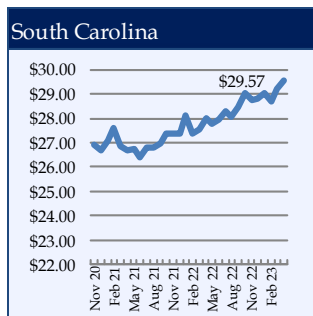 South Carolina
$30.00
$29.57
$29.00
$28.00
$27.00
$26.00
$25.00
$24.00
$23.00
$22.00
Nov 20
Feb 21
May 21
Aug 21
Nov 21
Feb 22
May 22
Aug 22
Nov 22
Feb 23